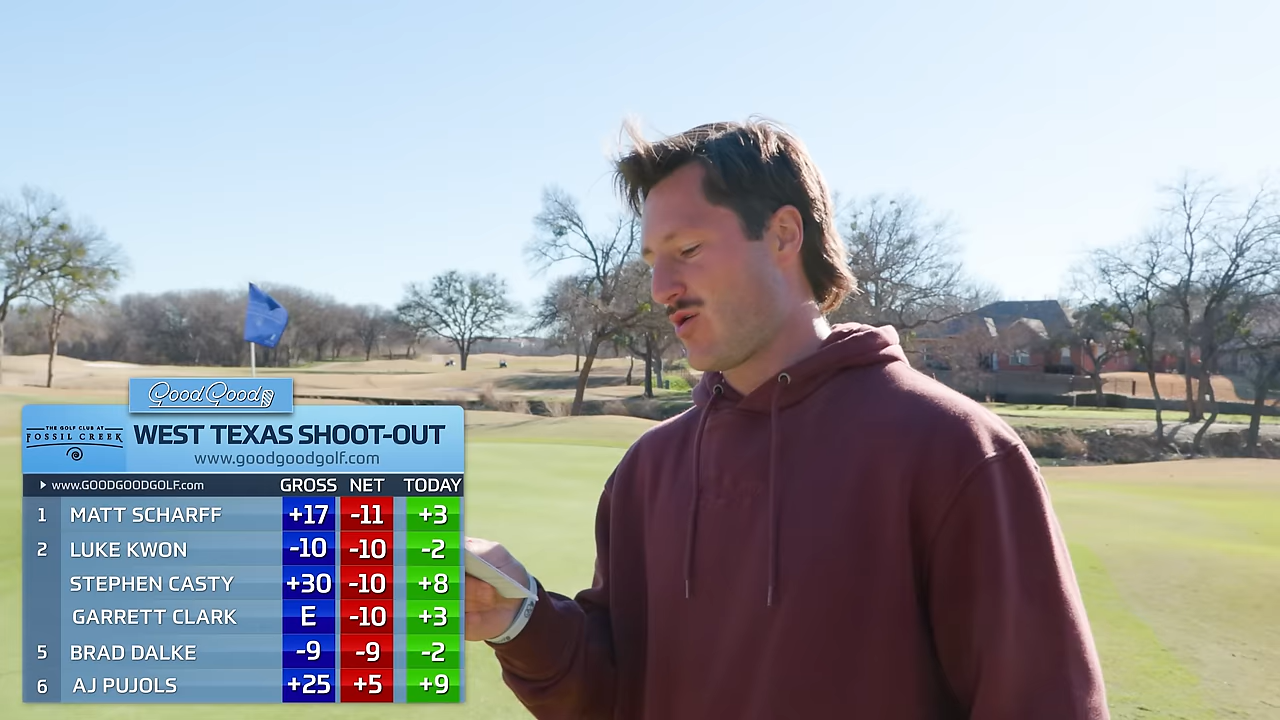 GoodGood
THE GOLF CLUB AT
FOSSIL CREEK
WEST TEXAS SHOOT-OUT
www.goodgoodgolf.com
www.GOODGOODGOLF.com GROSS NET TODAY
1 MATT SCHARFF +17 -11 +3
2 LUKE KWON -10 -10 -2
STEPHEN CASTY +30 -10 +8
GARRETT CLARK E -10 +3
5 BRAD DALKE -9 -9 -2
6 AJ PUJOLS +25 +5 +9